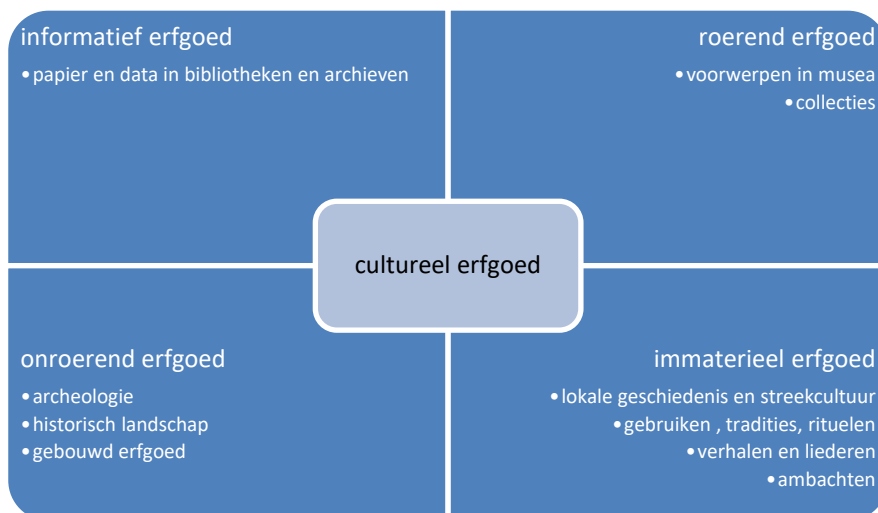 informatief erfgoed
•papier en data in bibliotheken en archieven
roerend erfgoed
•voorwerpen in musea
•collecties
cultureel erfgoed
onroerend erfgoed
•archeologie
•historisch landschap
•gebouwd erfgoed
immaterieel erfgoed
•lokale geschiedenis en streekcultuur
•gebruiken , tradities, rituelen
•verhalen en liederen
•ambachten